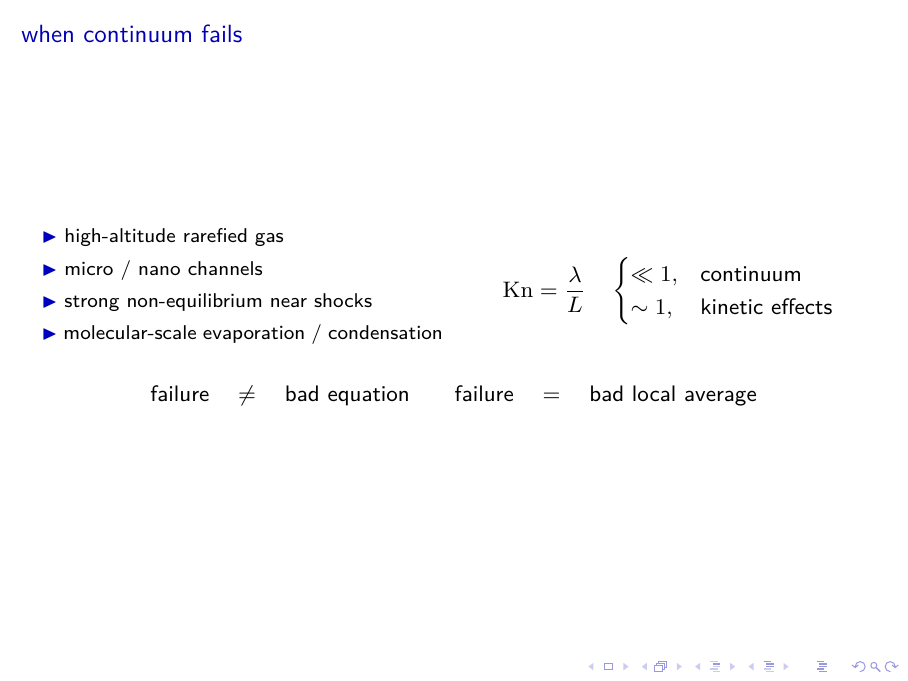 when continuum fails
▶ high-altitude rarefied gas
▶ micro / nano channels
▶ strong non-equilibrium near shocks
▶ molecular-scale evaporation / condensation
Kn = λ/L { ≪ 1, continuum
∼ 1, kinetic effects
failure ≠ bad equation failure = bad local average